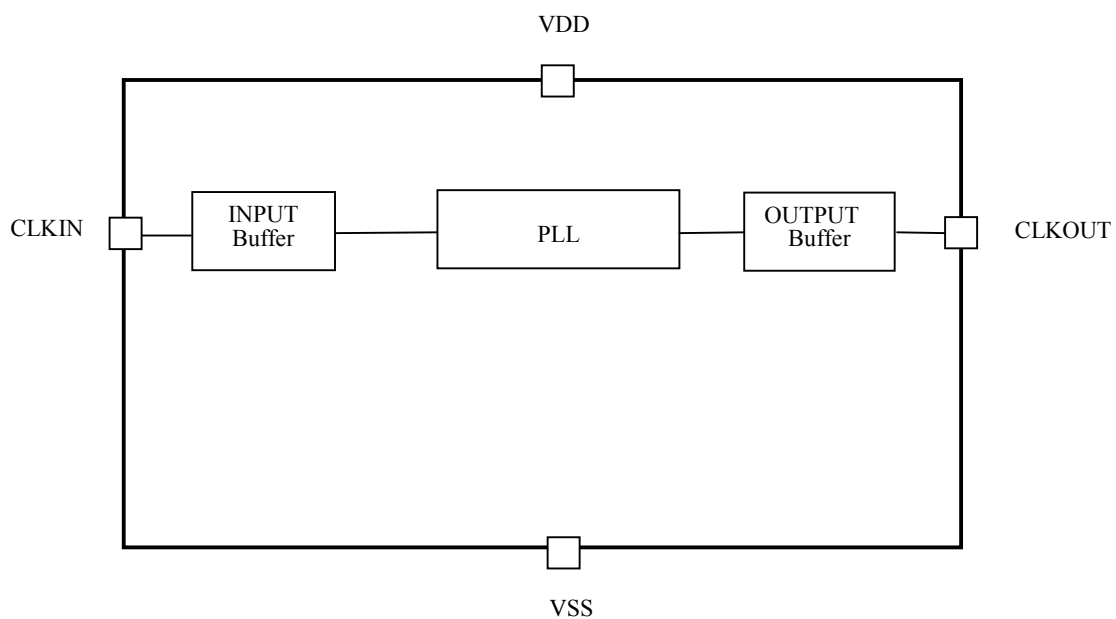 VDD
CLKIN
INPUT
Buffer
PLL
OUTPUT
Buffer
CLKOUT
VSS